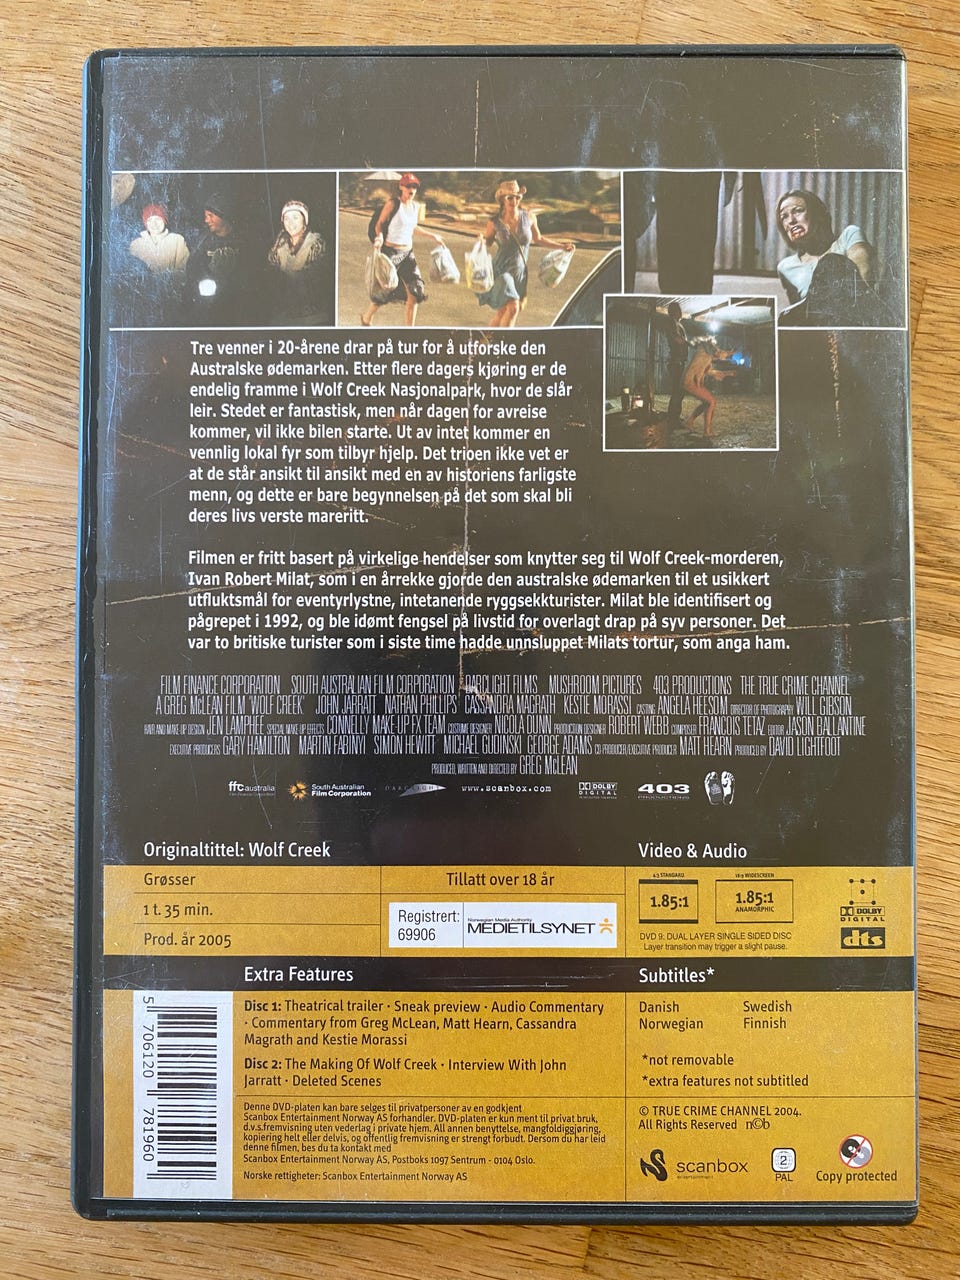 Tre venner i 20-årene drar på tur for å utforske den
Australske ødemarken. Etter flere dagers kjøring er de
endelig framme i Wolf Creek Nasjonalpark, hvor de slår
leir. Stedet er fantastisk, men når dagen for avreise
kommer, vil ikke bilen starte. Ut av intet kommer en
vennlig lokal fyr som tilbyr hjelp. Det trioen ikke vet er
at de står ansikt til ansikt med en av historiens farligste
menn, og dette er bare begynnelsen på det som skal bli
deres livs verste mareritt.
Filmen er fritt basert på virkelige hendelser som knytter seg til Wolf Creek-morderen,
Ivan Robert Milat, som i en årrekke gjorde den australske ødemarken til et usikkert
utfluktsmål for eventyrlystne, intetanende ryggsekkturister. Milat ble identifisert og
pågrepet i 1992, og ble idømt fengsel på livstid for overlagt drap på syv personer. Det
var to britiske turister som i siste time hadde unnsluppet Milats tortur, som anga ham.
FILM FINANCE CORPORATION SOUTH AUSTRALIAN FILM CORPORATION ARCLIGHT FILMS MUSHROOM PICTURES 403 PRODUCTIONS THE TRUE CRIME CHANNEL
A GREG McLEAN FILM 'WOLF CREEK' JOHN JARRATT NATHAN PHILLIPS CASSANDRA MAGRATH KESTIE MORASSI CASTING ANGELA HEESOM DIRECTOR OF PHOTOGRAPHY WILL GIBSON
HAIR AND MAKE-UP DESIGN JEN LAMPHEE SPECIAL MAKE UP EFFECTS CONNELLY MAKE-UP FX TEAM COSTUME DESIGNER NICOLA DUNN PRODUCTION DESIGNER ROBERT WEBB COMPOSER FRANCOIS TETAZ EDITOR JASON BALLANTINE
EXECUTIVE PRODUCERS GARY HAMILTON MARTIN FABINYI SIMON HEWITT MICHAEL GUDINSKI GEORGE ADAMS CO PRODUCER/EXECUTIVE PRODUCER MATT HEARN PRODUCED BY DAVID LIGHTFOOT
PRODUCED, WRITTEN AND DIRECTED BY GREG McLEAN
ffc australia
Film Finance Corporation
South Australian
Film Corporation
www.scanbox.com
DOLBY
DIGITAL
403
PRODUCTIONS
Originaltittel: Wolf Creek
Video & Audio
Grøsser
Tillatt over 18 år
1 t. 35 min.
Prod. år 2005
Registrert:
69906
Norwegian Media Authority
MEDIETILSYNET
4:3 STANDARD
1.85:1
16:9 WIDESCREEN
1.85:1
ANAMORPHIC
DVD 9: DUAL LAYER SINGLE SIDED DISC
Layer transition may trigger a slight pause.
DOLBY
DIGITAL
dts
Extra Features
Subtitles*
Disc 1: Theatrical trailer · Sneak preview · Audio Commentary
· Commentary from Greg McLean, Matt Hearn, Cassandra
Magrath and Kestie Morassi
Disc 2: The Making Of Wolf Creek · Interview With John
Jarratt · Deleted Scenes
Danish Swedish
Norwegian Finnish
*not removable
*extra features not subtitled
5 706120 781960
Denne DVD-platen kan bare selges til privatpersoner av en godkjent
Scanbox Entertainment Norway AS forhandler. DVD-platen er kun ment til privat bruk,
d.v.s.fremvisning uten vederlag i private hjem. All annen benyttelse, mangfoldiggjøring,
kopiering helt eller delvis, og offentlig fremvisning er strengt forbudt. Dersom du har leid
denne filmen, bes du ta kontakt med
Scanbox Entertainment Norway AS, Postboks 1097 Sentrum - 0104 Oslo.
Norske rettigheter: Scanbox Entertainment Norway AS
© TRUE CRIME CHANNEL 2004.
All Rights Reserved n©b
scanbox
entertainment
2
PAL
Copy protected